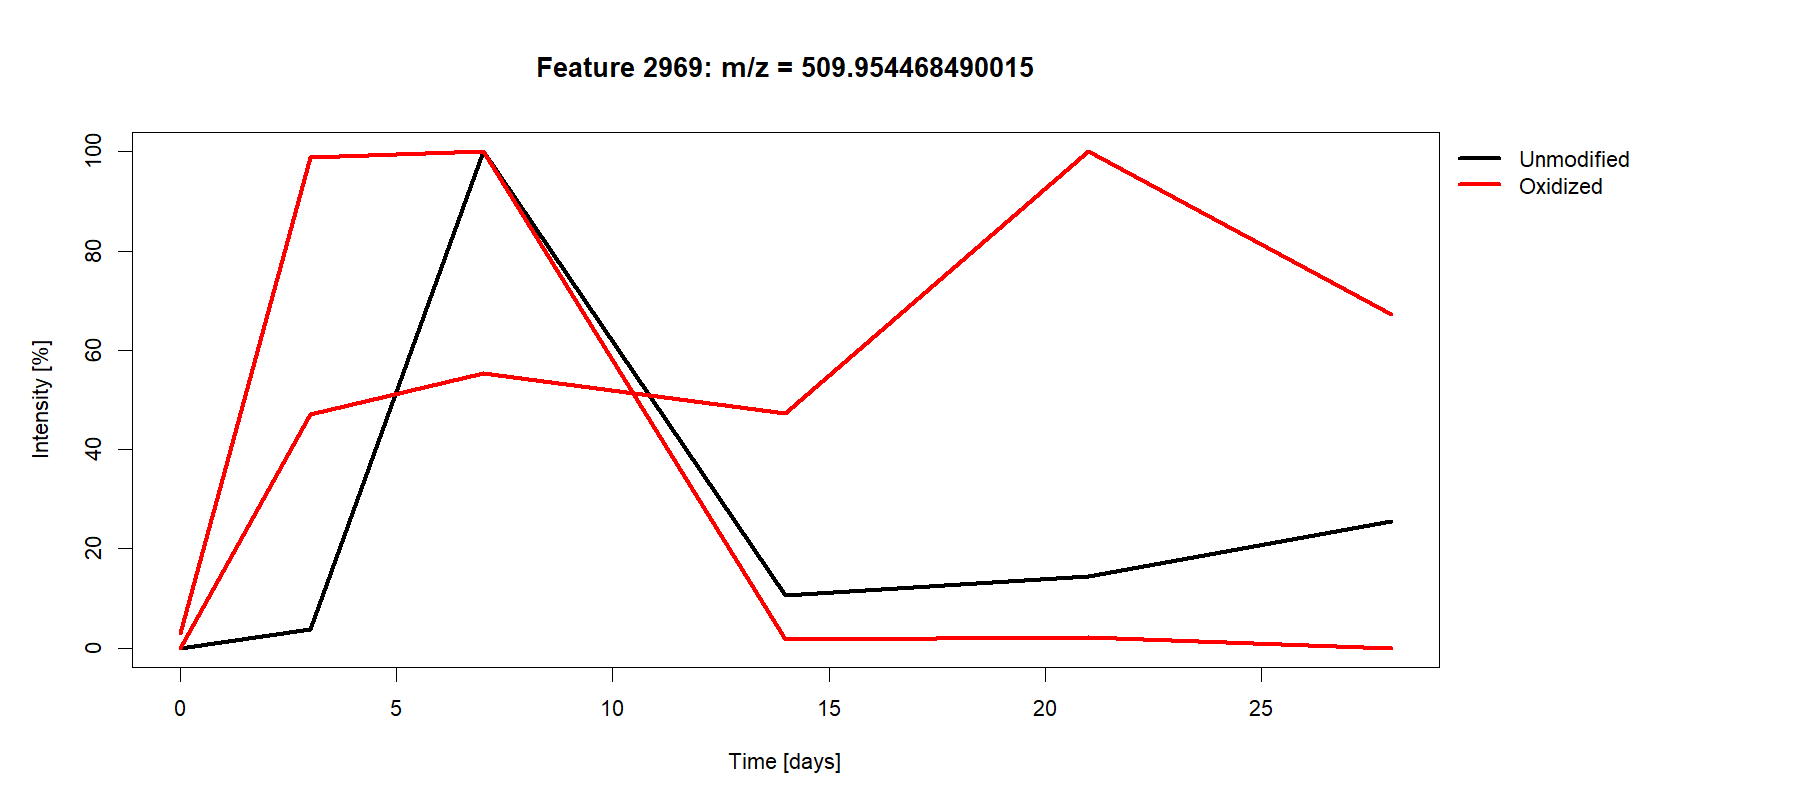 Feature 2969: m/z = 509.954468490015
Unmodified
Oxidized
Intensity [%]
100
80
60
40
20
0
0 5 10 15 20 25
Time [days]